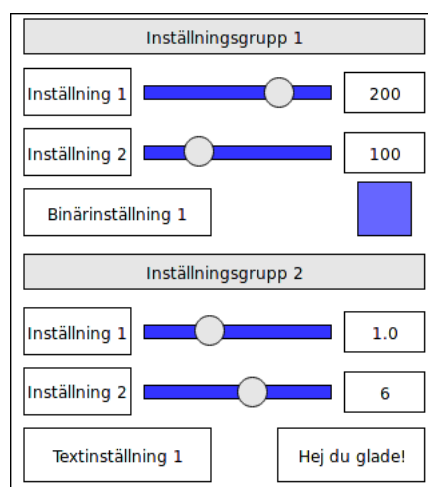 Inställningsgrupp 1
Inställning 1 200
Inställning 2 100
Binärinställning 1
Inställningsgrupp 2
Inställning 1 1.0
Inställning 2 6
Textinställning 1 Hej du glade!